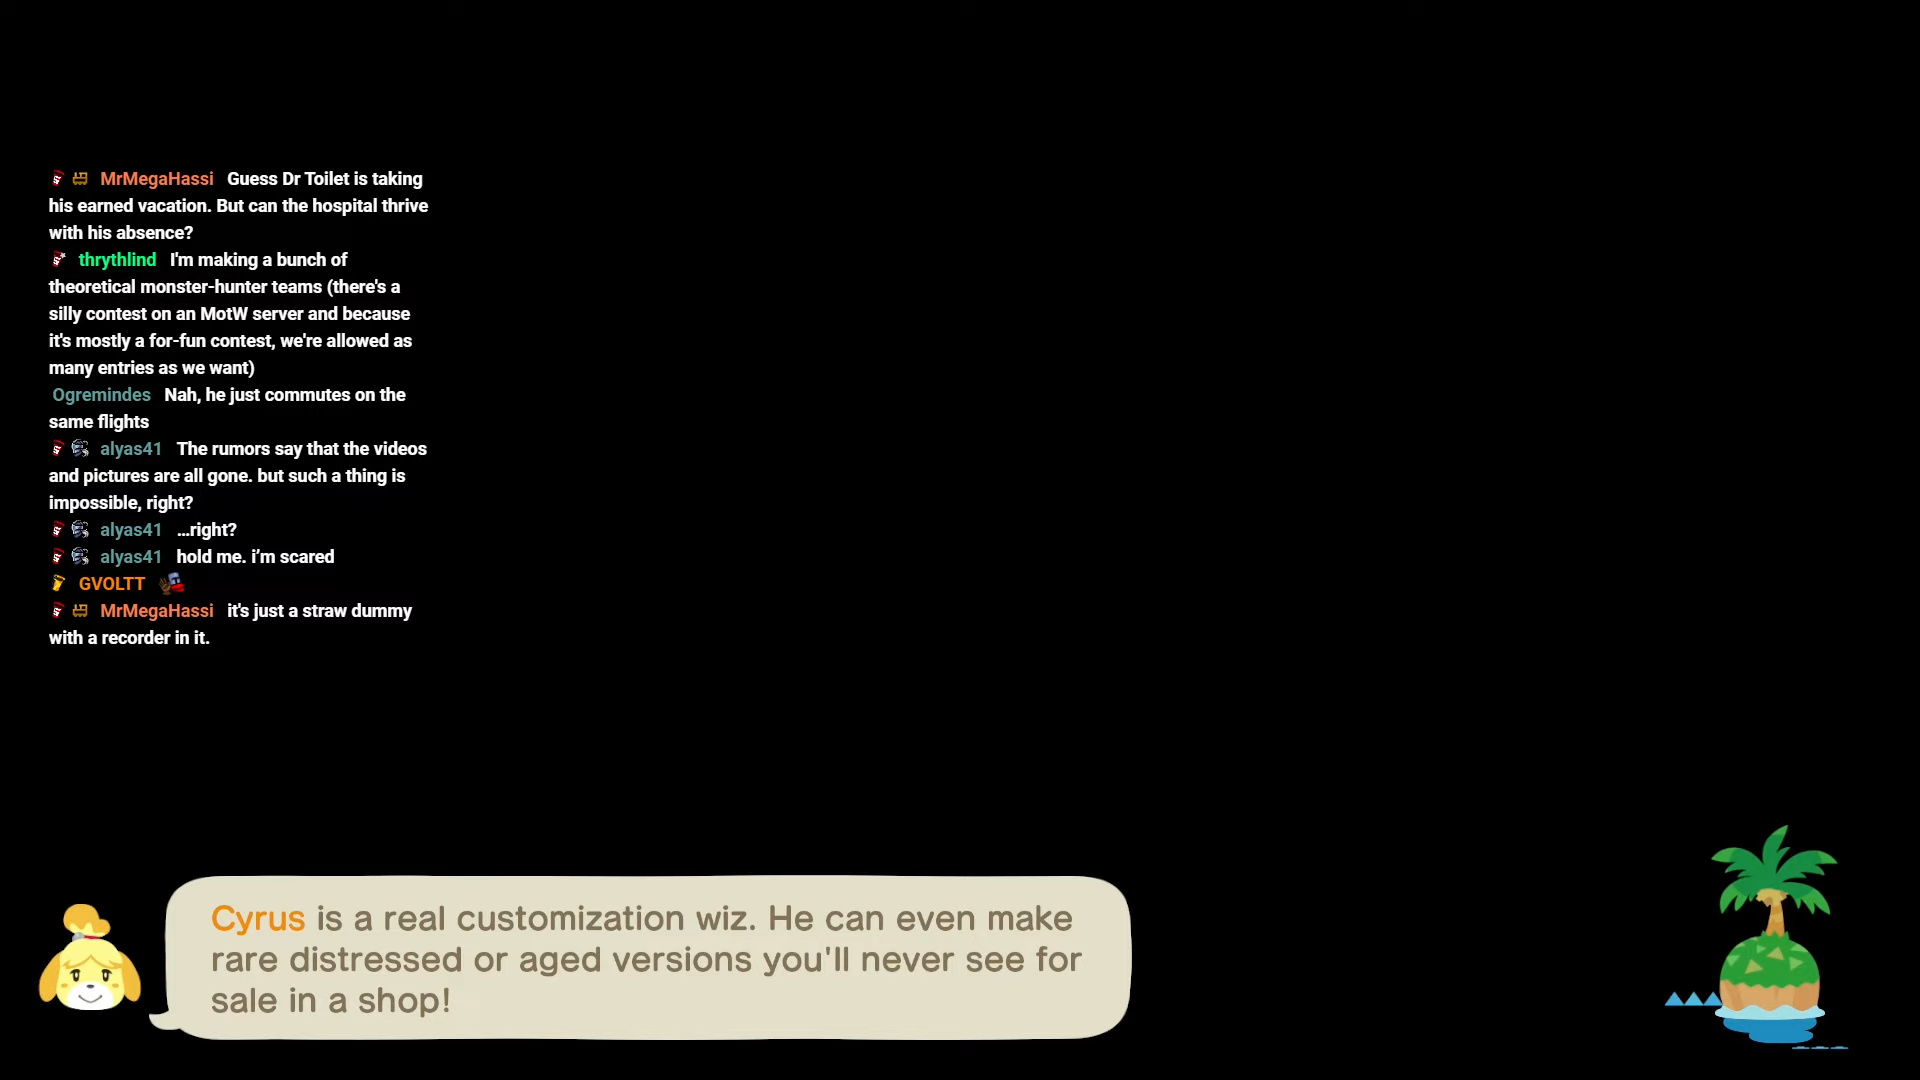 MrMegaHassi Guess Dr Toilet is taking
his earned vacation. But can the hospital thrive
with his absence?
thrythlind I'm making a bunch of
theoretical monster-hunter teams (there's a
silly contest on an MotW server and because
it's mostly a for-fun contest, we're allowed as
many entries as we want)
Ogremindes Nah, he just commutes on the
same flights
alyas41 The rumors say that the videos
and pictures are all gone. but such a thing is
impossible, right?
alyas41 …right?
alyas41 hold me. i’m scared
GVOLTT
MrMegaHassi it's just a straw dummy
with a recorder in it.
Cyrus is a real customization wiz. He can even make
rare distressed or aged versions you'll never see for
sale in a shop!